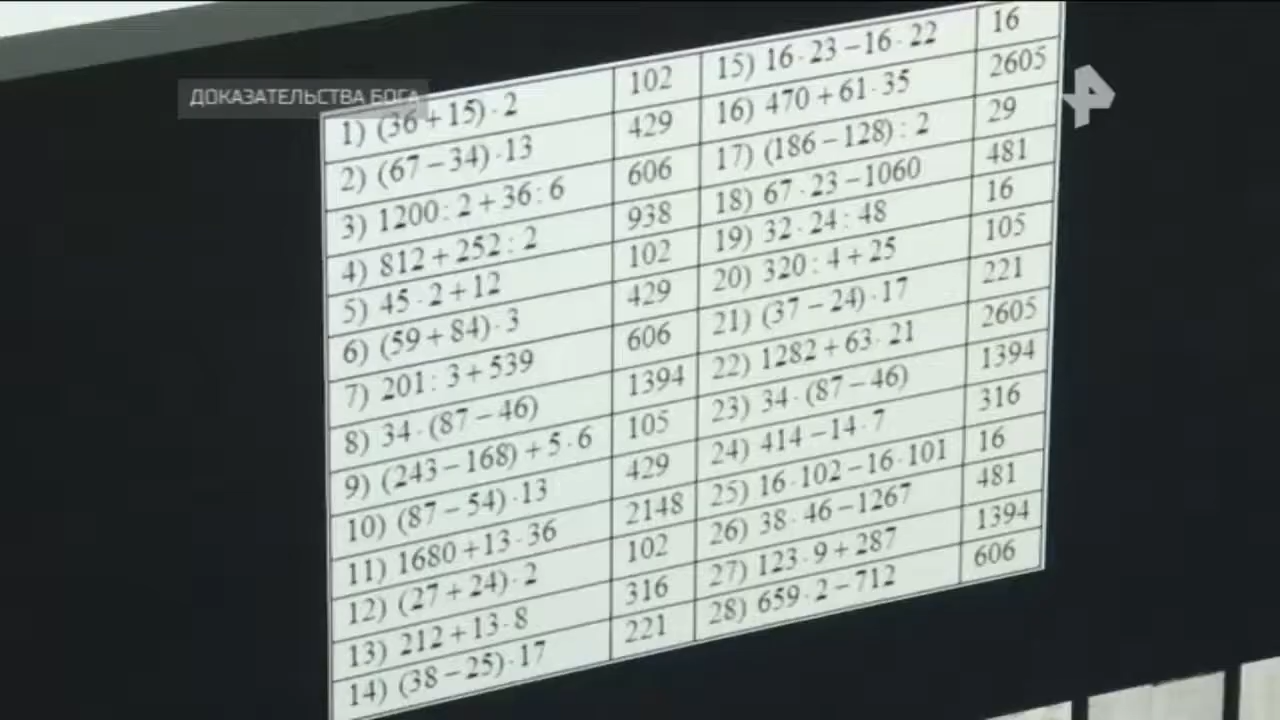 ДОКАЗАТЕЛЬСТВА БОГА
1) (36 + 15) · 2 102
2) (67 – 34) · 13 429
3) 1200 : 2 + 36 : 6 606
4) 812 + 252 : 2 938
5) 45 · 2 + 12 102
6) (59 + 84) · 3 429
7) 201 : 3 + 539 606
8) 34 · (87 – 46) 1394
9) (243 – 168) + 5 · 6 105
10) (87 – 54) · 13 429
11) 1680 + 13 · 36 2148
12) (27 + 24) · 2 102
13) 212 + 13 · 8 316
14) (38 – 25) · 17 221
15) 16 · 23 – 16 · 22 16
16) 470 + 61 · 35 2605
17) (186 – 128) : 2 29
18) 67 · 23 – 1060 481
19) 32 · 24 : 48 16
20) 320 : 4 + 25 105
21) (37 – 24) · 17 221
22) 1282 + 63 · 21 2605
23) 34 · (87 – 46) 1394
24) 414 – 14 · 7 316
25) 16 · 102 – 16 · 101 16
26) 38 · 46 – 1267 481
27) 123 · 9 + 287 1394
28) 659 · 2 – 712 606